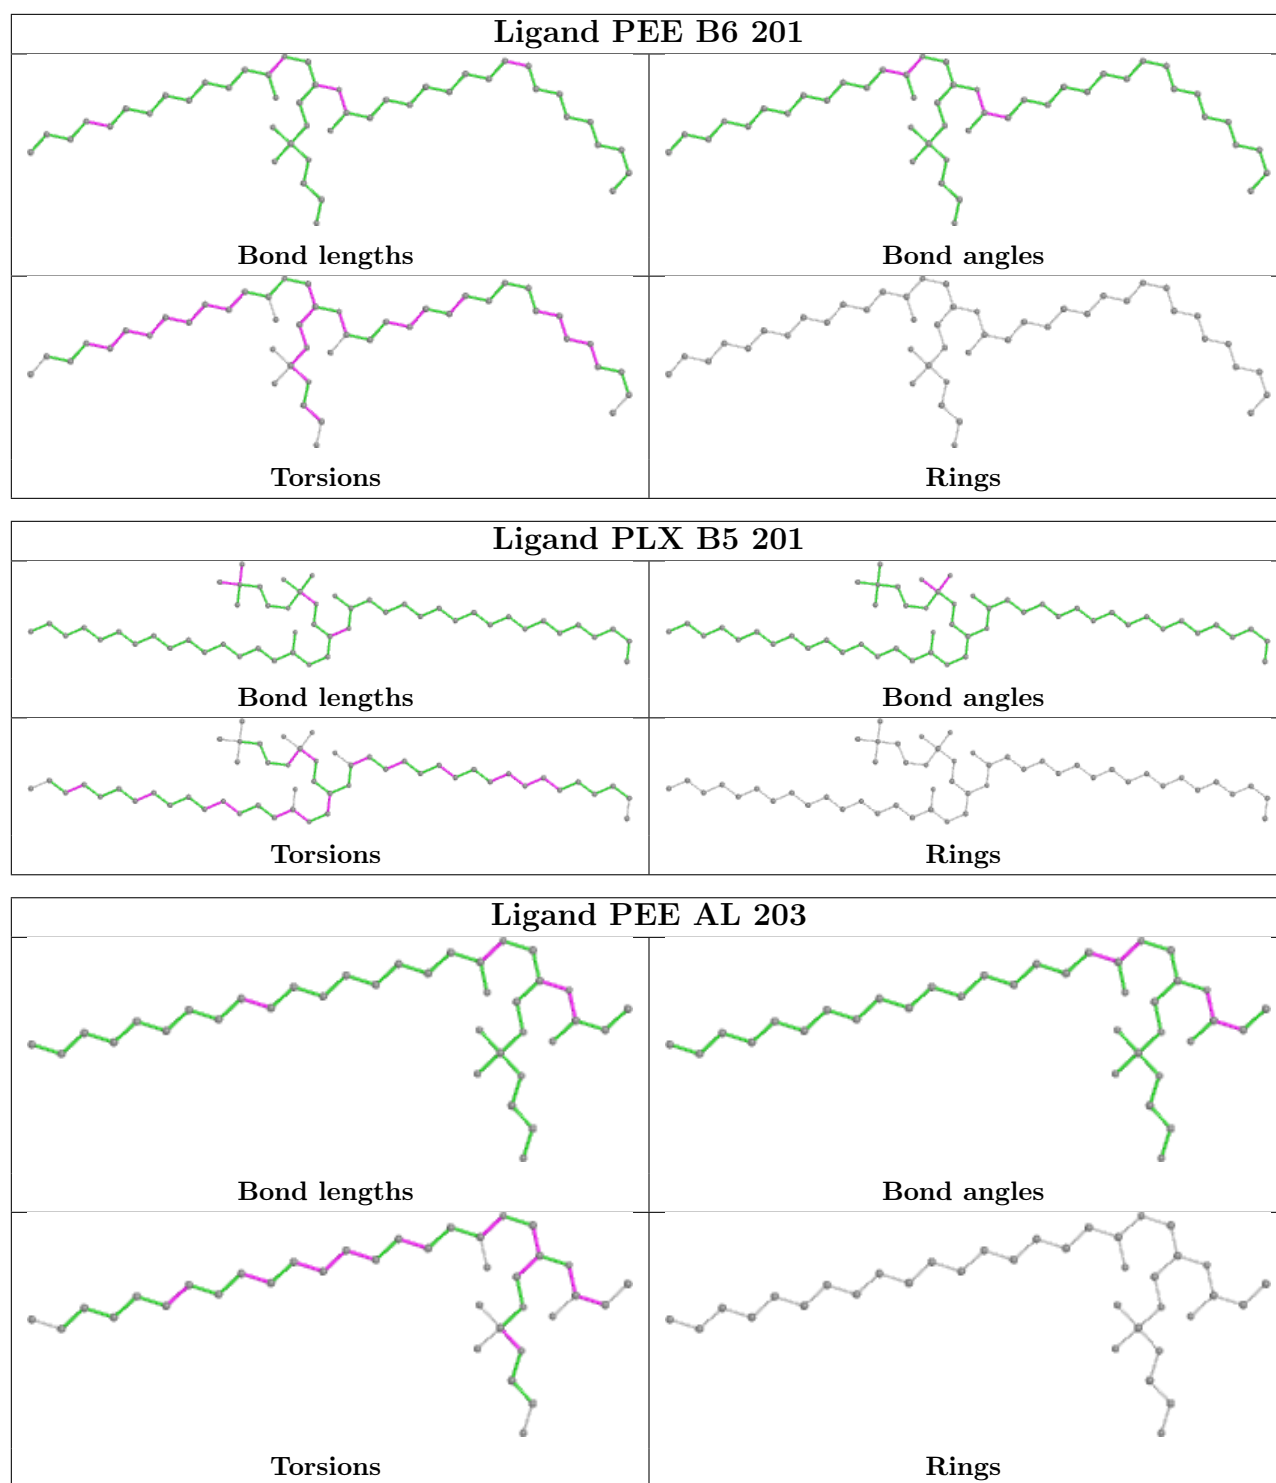 Ligand PEE B6 201
Bond lengths
Bond angles
Torsions
Rings
Ligand PLX B5 201
Bond lengths
Bond angles
Torsions
Rings
Ligand PEE AL 203
Bond lengths
Bond angles
Torsions
Rings